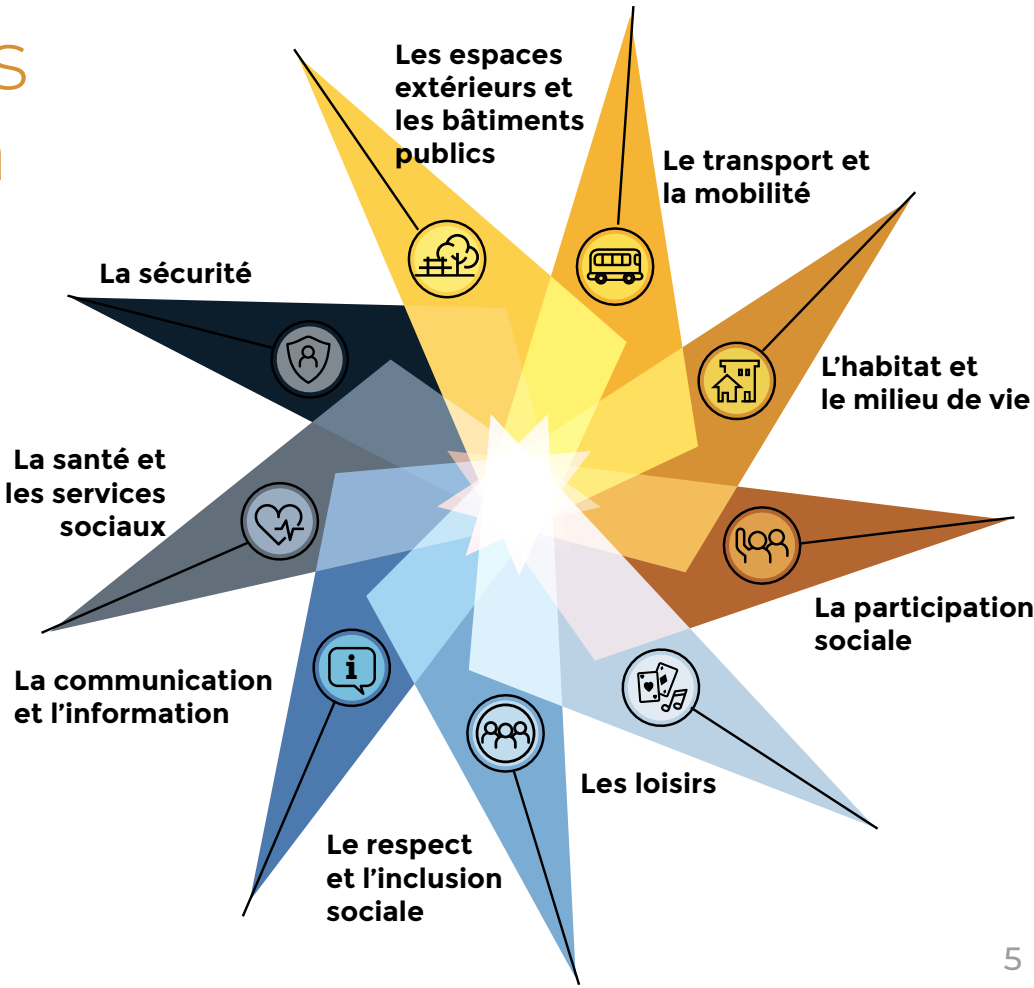 s
Les espaces
extérieurs et
les bâtiments
publics
Le transport et
la mobilité
La sécurité
L'habitat et
le milieu de vie
La santé et
les services
sociaux
La participation
sociale
La communication
et l'information
Les loisirs
Le respect
et l'inclusion
sociale
i
5